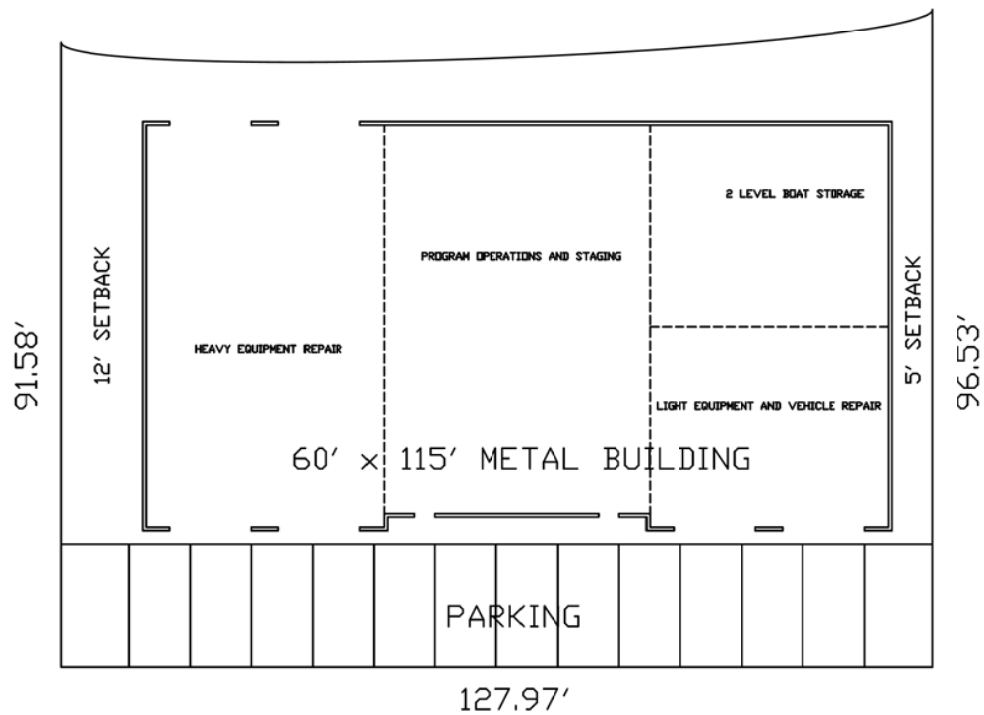 2 LEVEL BOAT STORAGE
PROGRAM OPERATIONS AND STAGING
12' SETBACK
5' SETBACK
91.58'
96.53'
HEAVY EQUIPMENT REPAIR
LIGHT EQUIPMENT AND VEHICLE REPAIR
60' x 115' METAL BUILDING
PARKING
127.97'